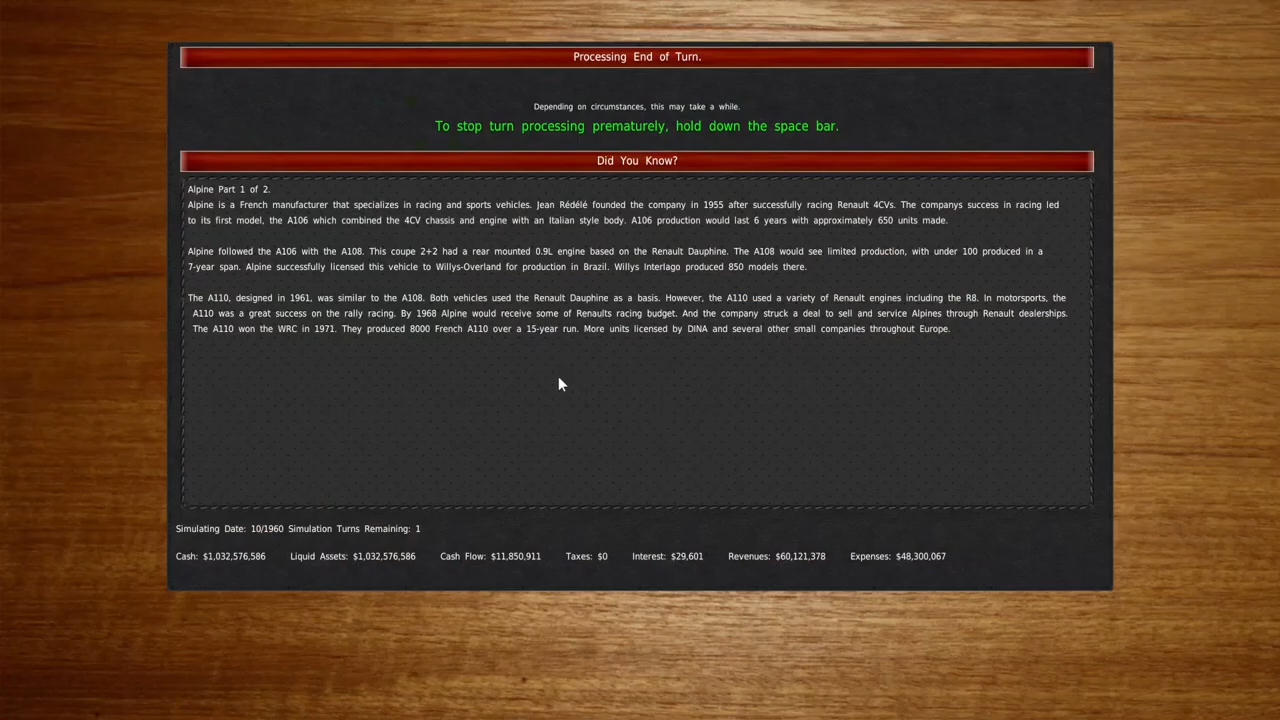 Processing End of Turn.
Depending on circumstances, this may take a while.
To stop turn processing prematurely, hold down the space bar.
Did You Know?
Alpine Part 1 of 2.
Alpine is a French manufacturer that specializes in racing and sports vehicles. Jean Rédélé founded the company in 1955 after successfully racing Renault 4CVs. The companys success in racing led
to its first model, the A106 which combined the 4CV chassis and engine with an Italian style body. A106 production would last 6 years with approximately 650 units made.
Alpine followed the A106 with the A108. This coupe 2+2 had a rear mounted 0.9L engine based on the Renault Dauphine. The A108 would see limited production, with under 100 produced in a
7-year span. Alpine successfully licensed this vehicle to Willys-Overland for production in Brazil. Willys Interlago produced 850 models there.
The A110, designed in 1961, was similar to the A108. Both vehicles used the Renault Dauphine as a basis. However, the A110 used a variety of Renault engines including the R8. In motorsports, the
A110 was a great success on the rally racing. By 1968 Alpine would receive some of Renaults racing budget. And the company struck a deal to sell and service Alpines through Renault dealerships.
The A110 won the WRC in 1971. They produced 8000 French A110 over a 15-year run. More units licensed by DINA and several other small companies throughout Europe.
Simulating Date: 10/1960 Simulation Turns Remaining: 1
Cash: $1,032,576,586 Liquid Assets: $1,032,576,586 Cash Flow: $11,850,911 Taxes: $0 Interest: $29,601 Revenues: $60,121,378 Expenses: $48,300,067